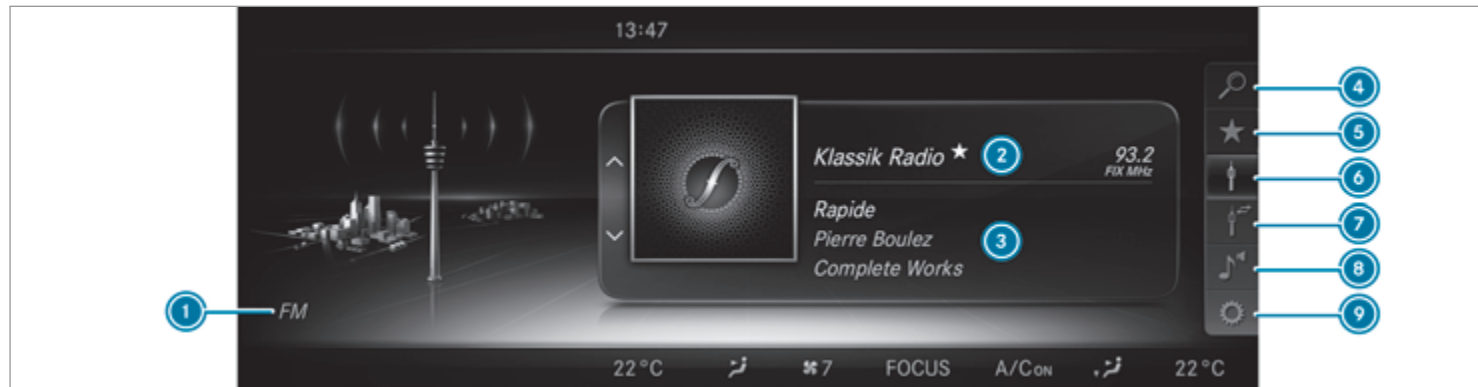 13:47
Klassik Radio ★ 2 93.2
FIX MHz
Rapide
Pierre Boulez 3
Complete Works
1 FM
4
5
6
7
8
9
22 °C 7 FOCUS A/C ON 22 °C